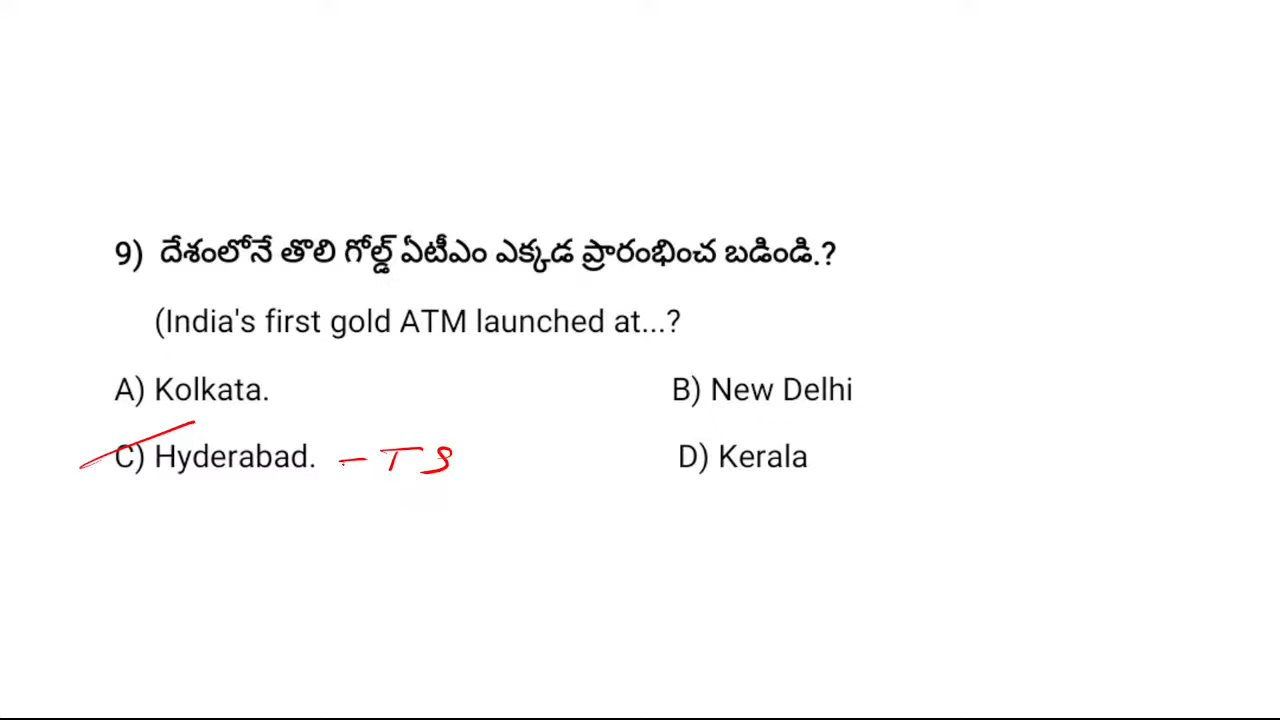 9) దేశంలోనే తొలి గోల్డ్ ఏటీఎం ఎక్కడ ప్రారంభించ బడిండి.?
(India's first gold ATM launched at...?
A) Kolkata. B) New Delhi
C) Hyderabad. - TS D) Kerala